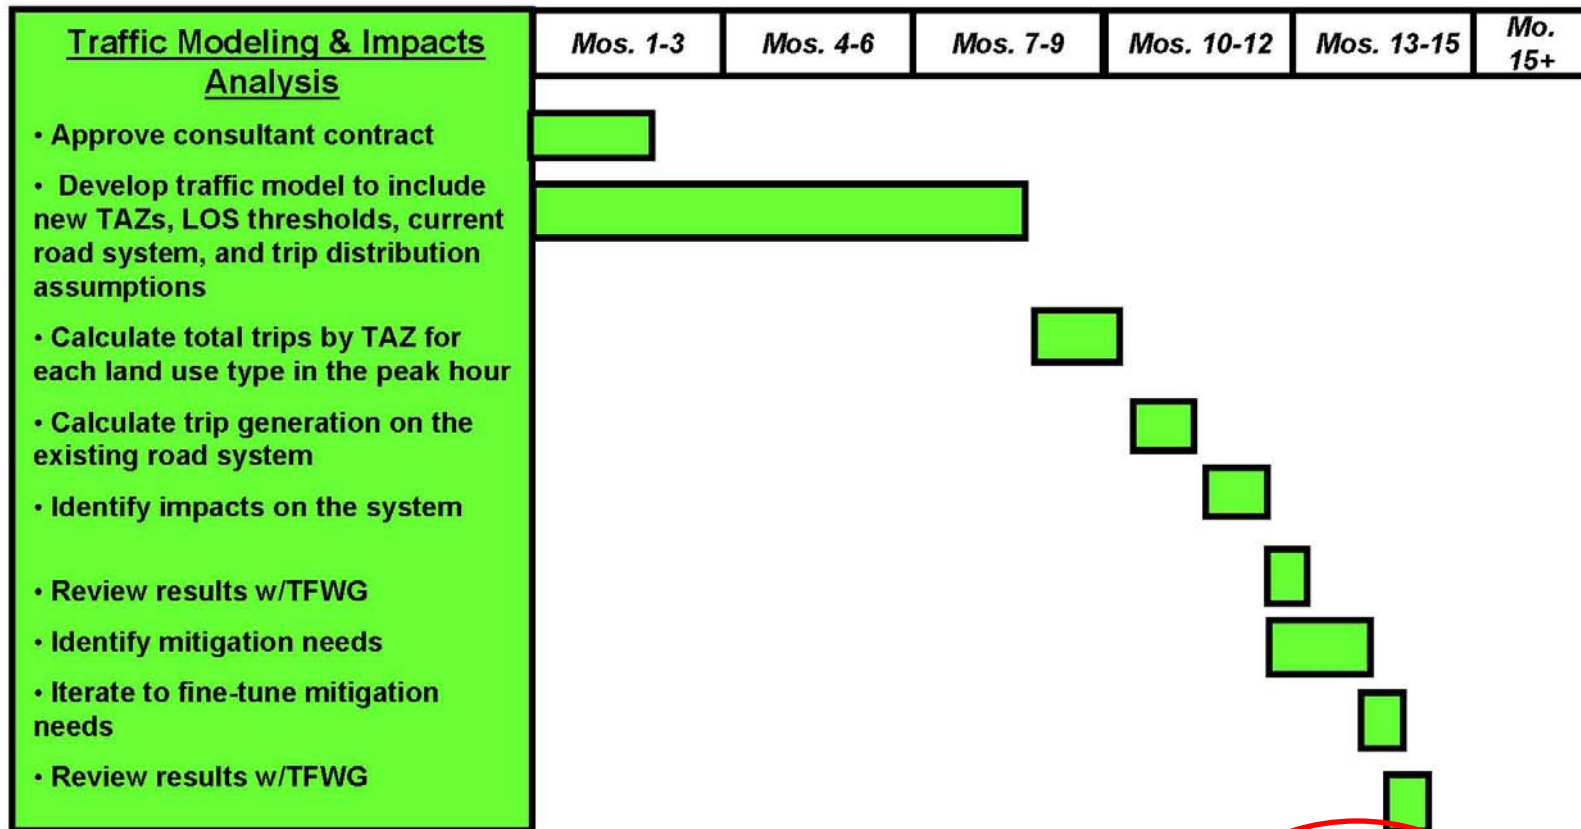 Traffic Modeling & Impacts
Analysis
Mos. 1-3
Mos. 4-6
Mos. 7-9
Mos. 10-12
Mos. 13-15
Mo.
15+
• Approve consultant contract
• Develop traffic model to include
new TAZs, LOS thresholds, current
road system, and trip distribution
assumptions
• Calculate total trips by TAZ for
each land use type in the peak hour
• Calculate trip generation on the
existing road system
• Identify impacts on the system
• Review results w/TFWG
• Identify mitigation needs
• Iterate to fine-tune mitigation
needs
• Review results w/TFWG